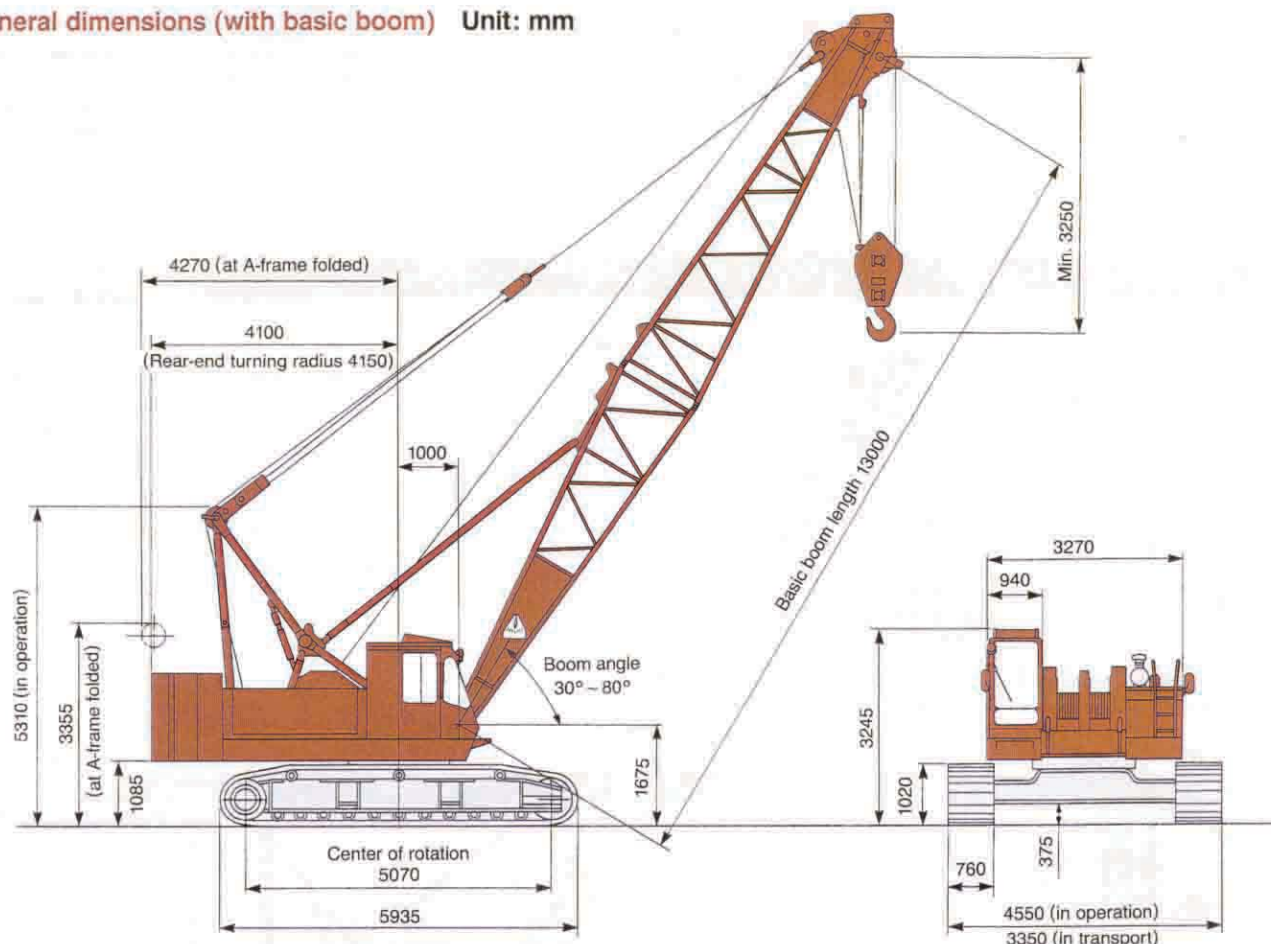 neral dimensions (with basic boom) Unit: mm
4270 (at A-frame folded)
4100
(Rear-end turning radius 4150)
1000
Min. 3250
Basic boom length 13000
5310 (in operation)
3355
(at A-frame folded)
1085
Boom angle
30° ~ 80°
1675
Center of rotation
5070
5935
3270
940
3245
1020
375
760
4550 (in operation)
3350 (in transport)